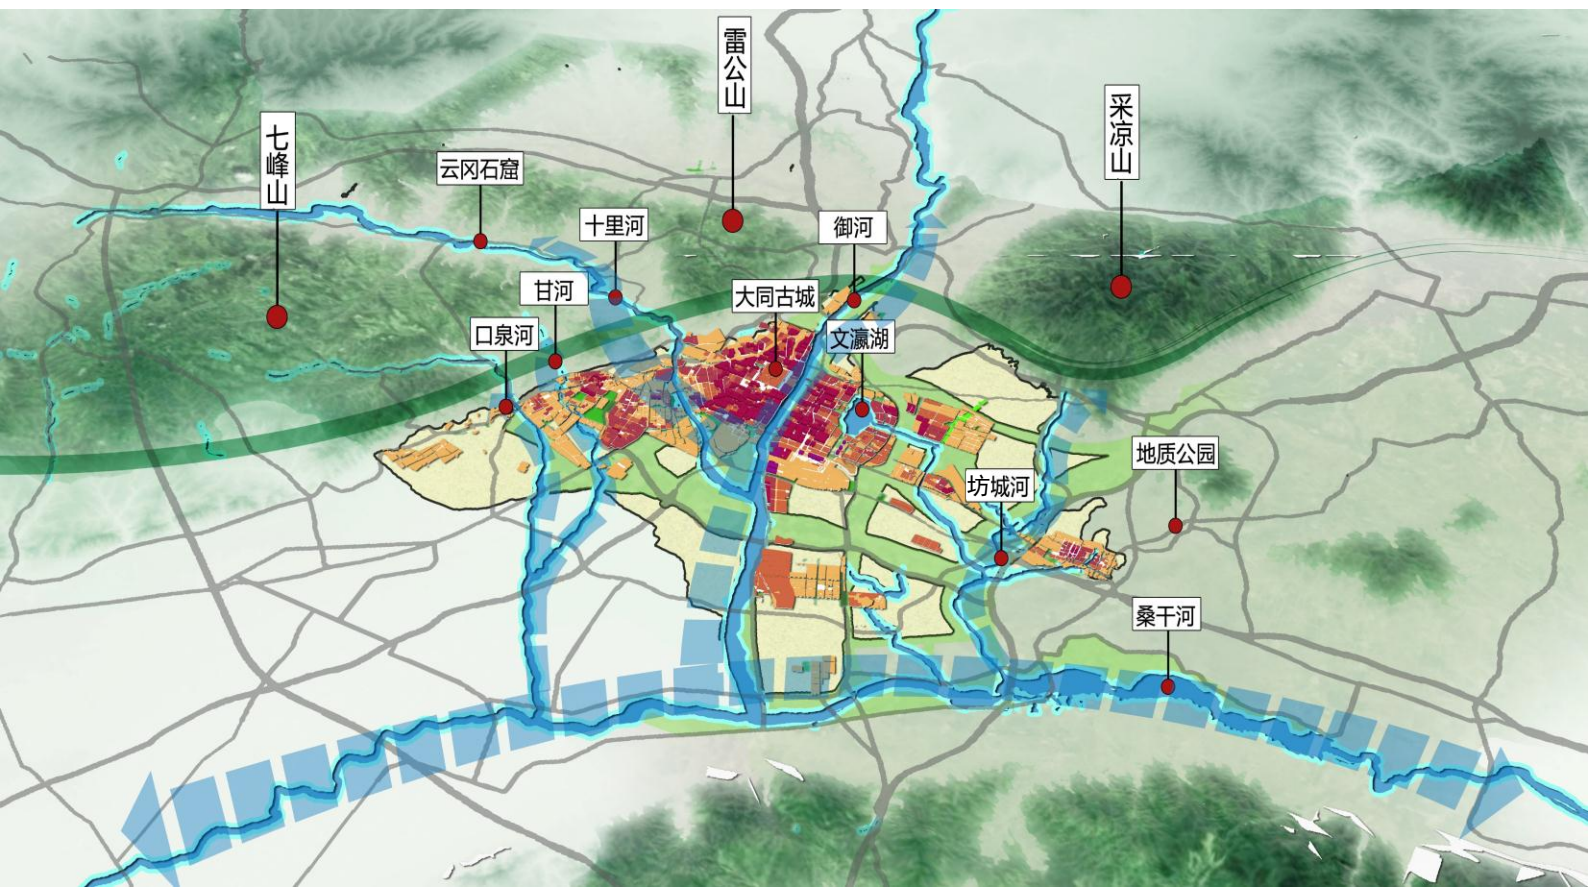 雷公山
采凉山
七峰山
云冈石窟
十里河
御河
甘河
大同古城
口泉河
文瀛湖
地质公园
坊城河
桑干河